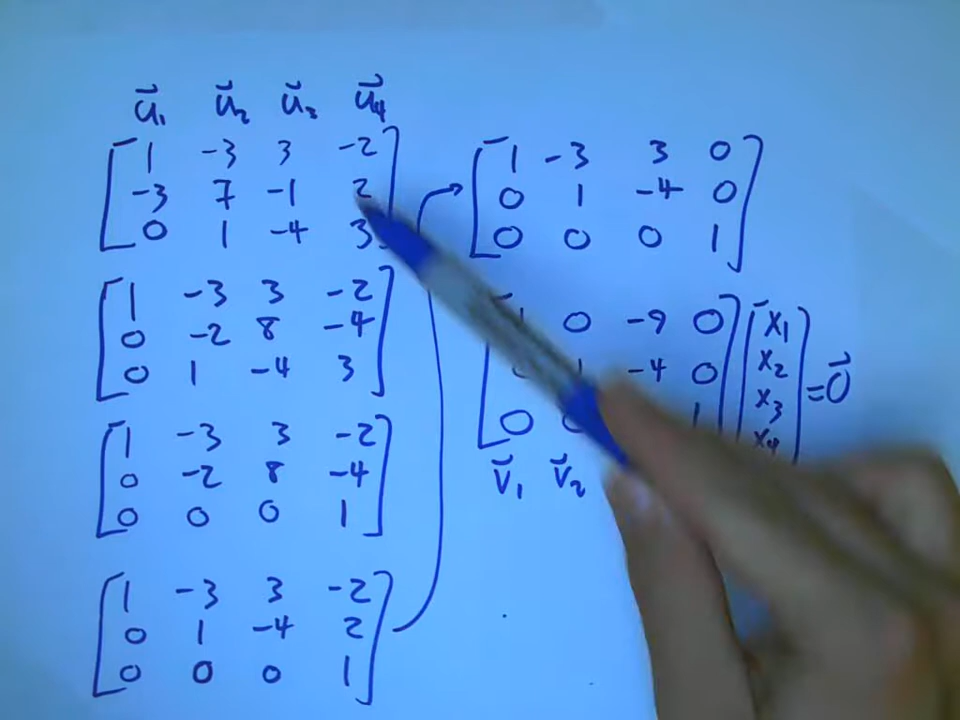 u⃗₁ u⃗₂ u⃗₃ u⃗₄
1 -3 3 -2
-3 7 -1 2
0 1 -4 3
1 -3 3 -2
0 -2 8 -4
0 1 -4 3
1 -3 3 -2
0 -2 8 -4
0 0 0 1
1 -3 3 -2
0 1 -4 2
0 0 0 1
1 -3 3 0
0 1 -4 0
0 0 0 1
0 -9 0 x₁
-4 0 x₂
0 x₃ =0⃗
x₄
v⃗₁ v⃗₂